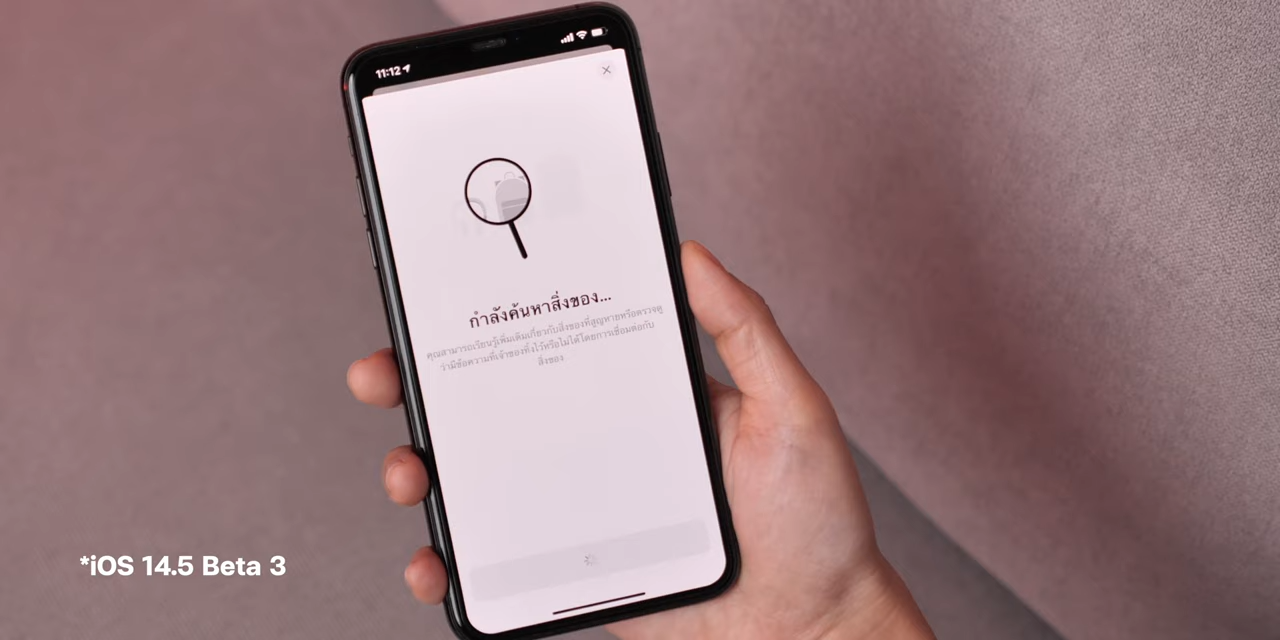 11:12
กำลังค้นหาสิ่งของ...
คุณสามารถเรียนรู้เพิ่มเติมเกี่ยวกับสิ่งของที่สูญหายหรือตรวจดู
ว่ามีข้อความที่เจ้าของทิ้งไว้หรือไม่ได้โดยการเชื่อมต่อกับ
สิ่งของ
*iOS 14.5 Beta 3